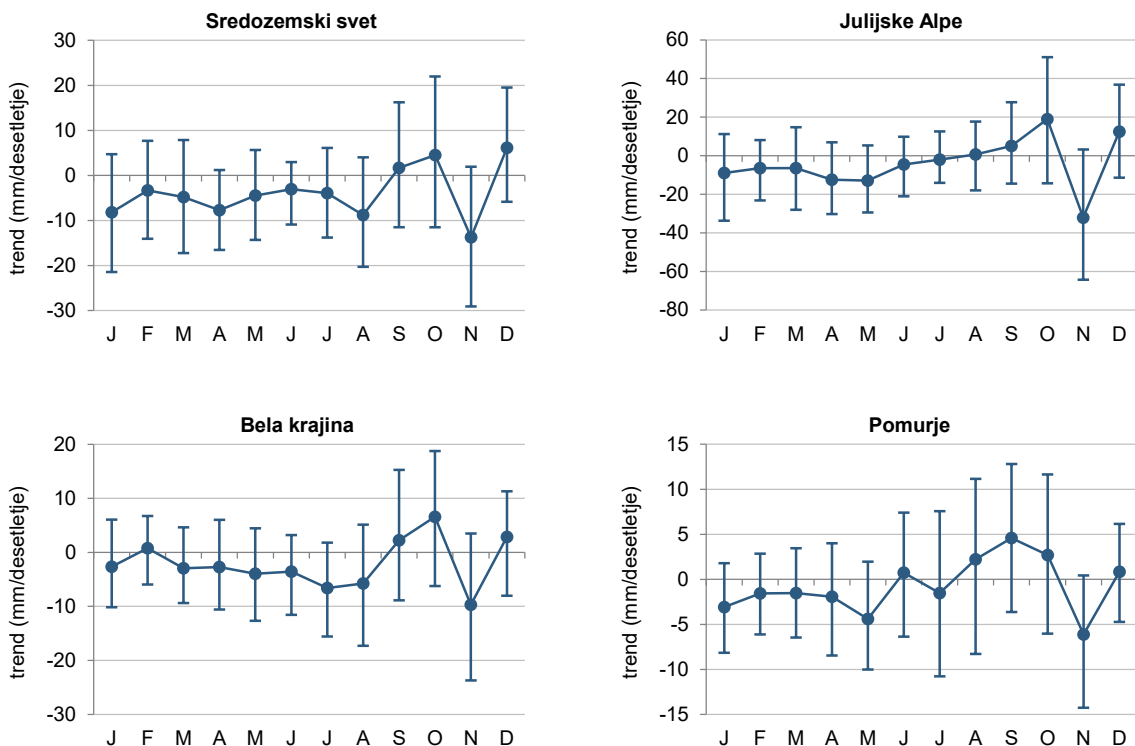 Sredozemski svet
trend (mm/desetletje)
30
20
10
0
-10
-20
-30
J F M A M J J A S O N D
Julijske Alpe
trend (mm/desetletje)
60
40
20
0
-20
-40
-60
-80
J F M A M J J A S O N D
Bela krajina
trend (mm/desetletje)
20
10
0
-10
-20
-30
J F M A M J J A S O N D
Pomurje
trend (mm/desetletje)
15
10
5
0
-5
-10
-15
J F M A M J J A S O N D